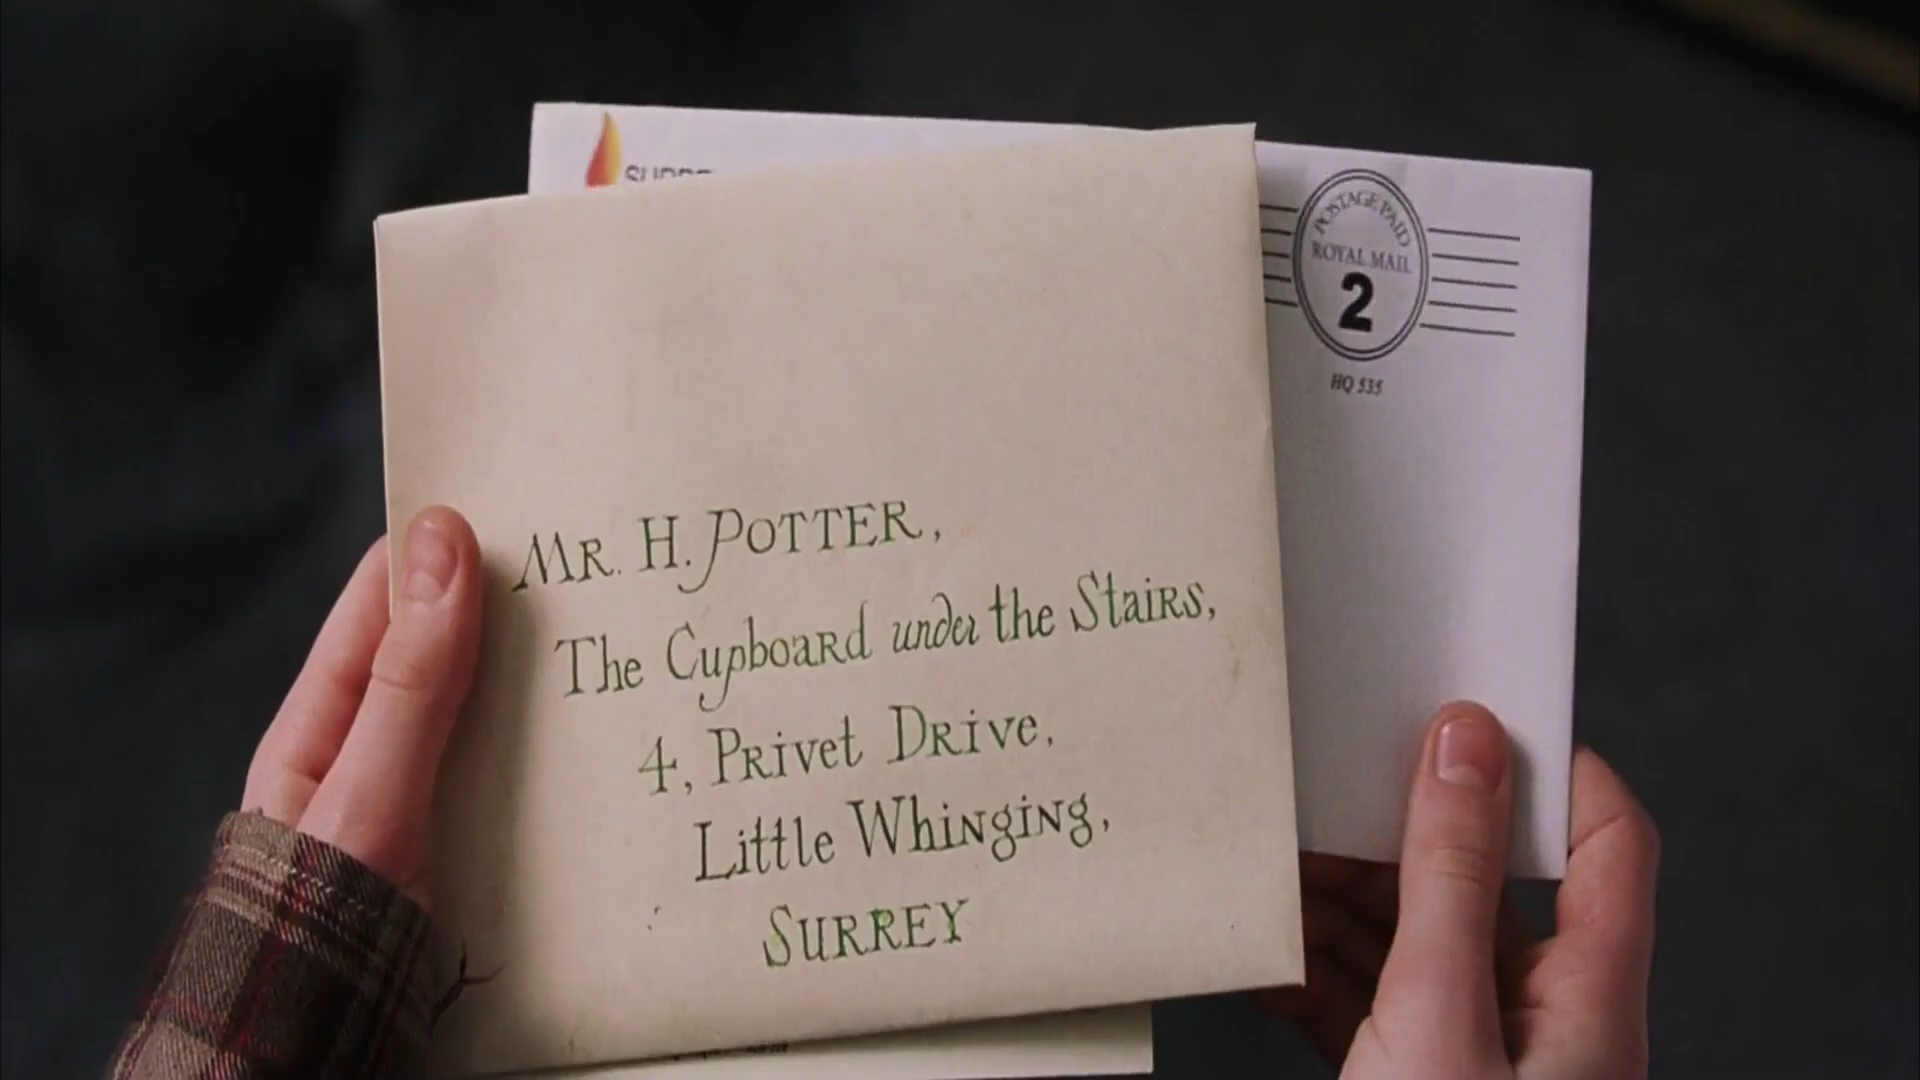 POSTAGE PAID
ROYAL MAIL
2
HQ 535
MR. H. POTTER,
The Cupboard under the Stairs,
4, Privet Drive,
Little Whinging,
SURREY